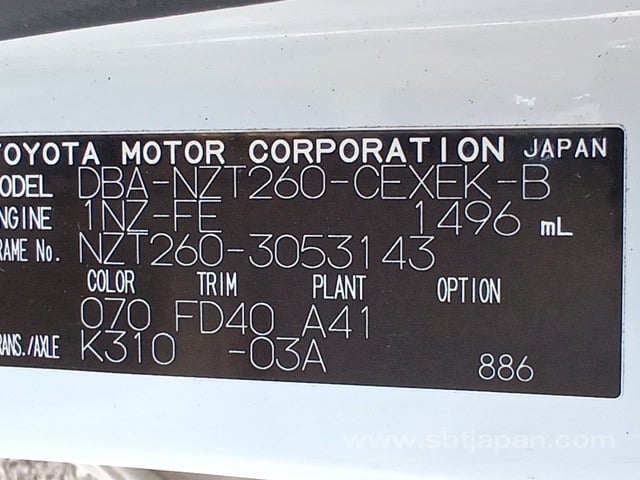 TOYOTA MOTOR CORPORATION JAPAN
MODEL DBA-NZT260-CEXEK-B
ENGINE 1NZ-FE 1496 mL
FRAME No. NZT260-3053143
COLOR TRIM PLANT OPTION
070 FD40 A41
TRANS./AXLE K310 -03A 886
www.sbtjapan.com